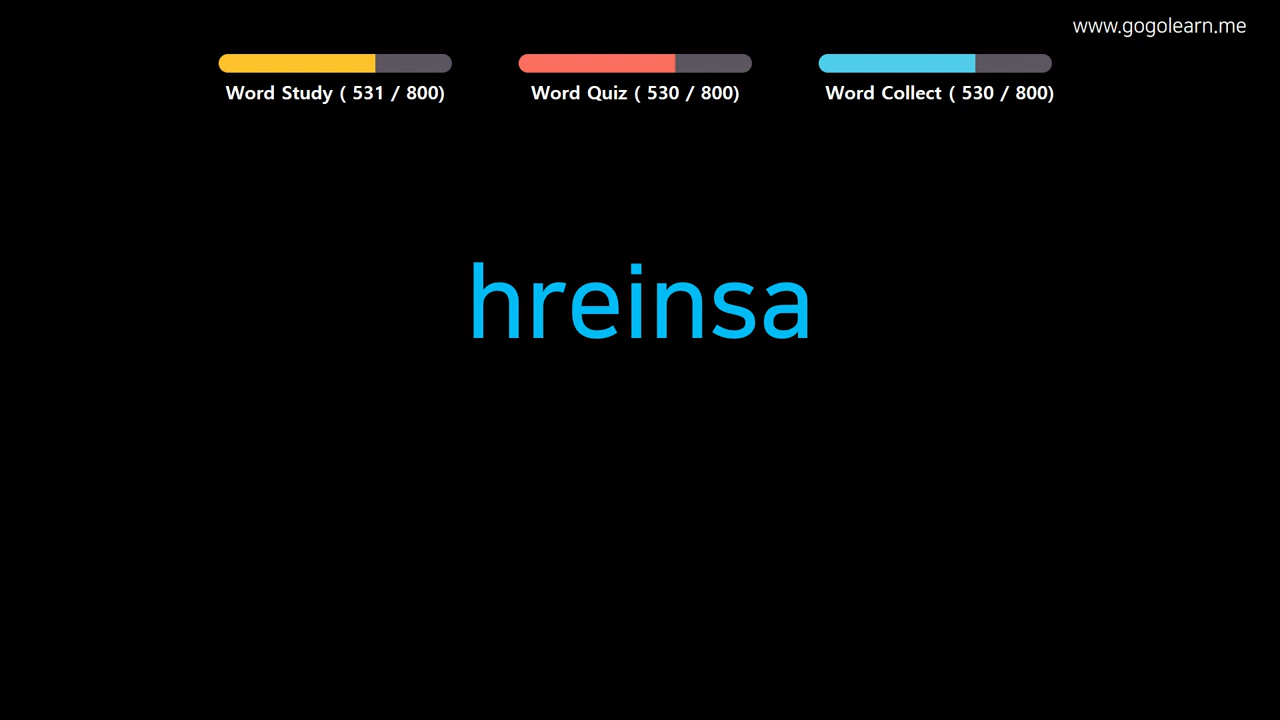 www.gogolearn.me
Word Study ( 531 / 800)
Word Quiz ( 530 / 800)
Word Collect ( 530 / 800)
hreinsa